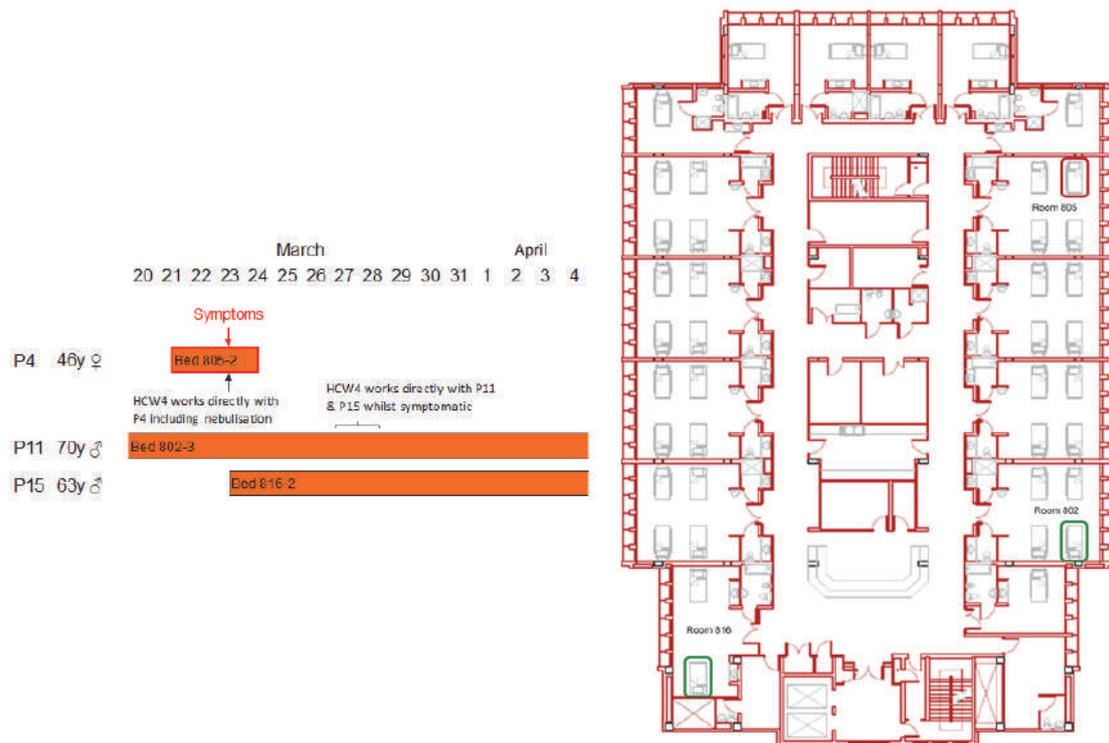 March April
20 21 22 23 24 25 26 27 28 29 30 31 1 2 3 4
Symptoms
P4 46y ♀ Bed 805-2
HCW4 works directly with
P4 including nebulisation
HCW4 works directly with P11
& P15 whilst symptomatic
P11 70y ♂ Bed 802-3
P15 63y ♂ Bed 816-2
Room 805
Room 802
Room 816